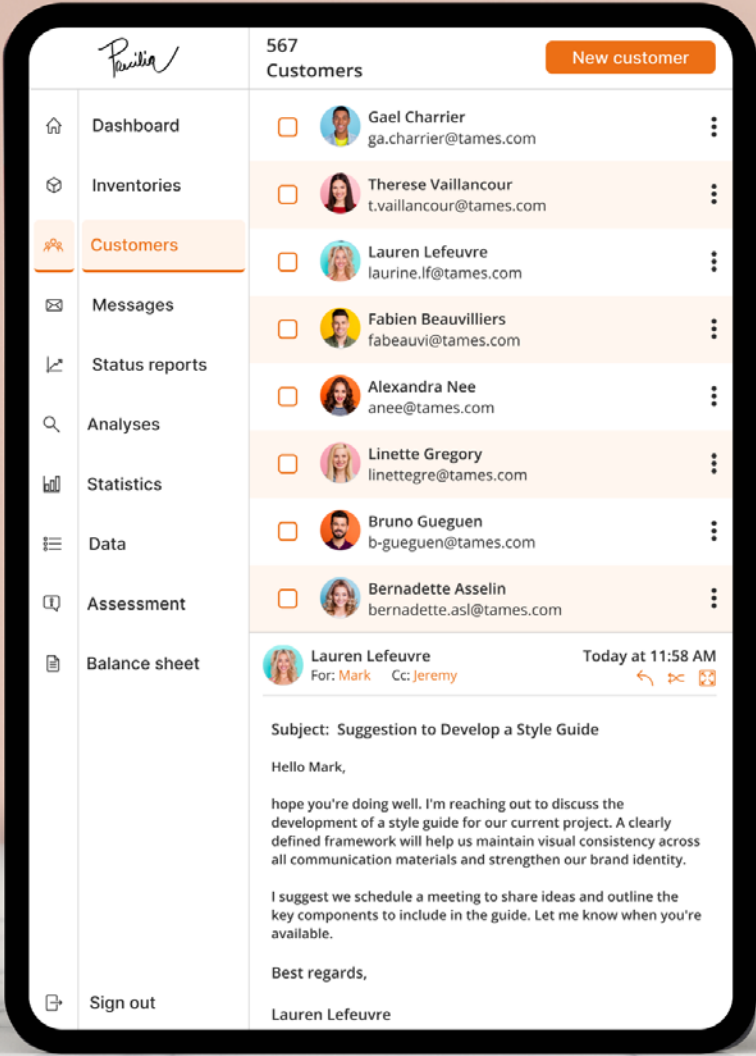 567
Customers
New customer
Dashboard
Inventories
Customers
Messages
Status reports
Analyses
Statistics
Data
Assessment
Balance sheet
Sign out
Gael Charrier
ga.charrier@tames.com
Therese Vaillancour
t.vaillancour@tames.com
Lauren Lefeuvre
laurine.lf@tames.com
Fabien Beauvilliers
fabeauvi@tames.com
Alexandra Nee
anee@tames.com
Linette Gregory
linettegre@tames.com
Bruno Gueguen
b-gueguen@tames.com
Bernadette Asselin
bernadette.asl@tames.com
Lauren Lefeuvre
Today at 11:58 AM
For: Mark Cc: Jeremy
Subject: Suggestion to Develop a Style Guide
Hello Mark,
hope you're doing well. I'm reaching out to discuss the
development of a style guide for our current project. A clearly
defined framework will help us maintain visual consistency across
all communication materials and strengthen our brand identity.
I suggest we schedule a meeting to share ideas and outline the
key components to include in the guide. Let me know when you're
available.
Best regards,
Lauren Lefeuvre